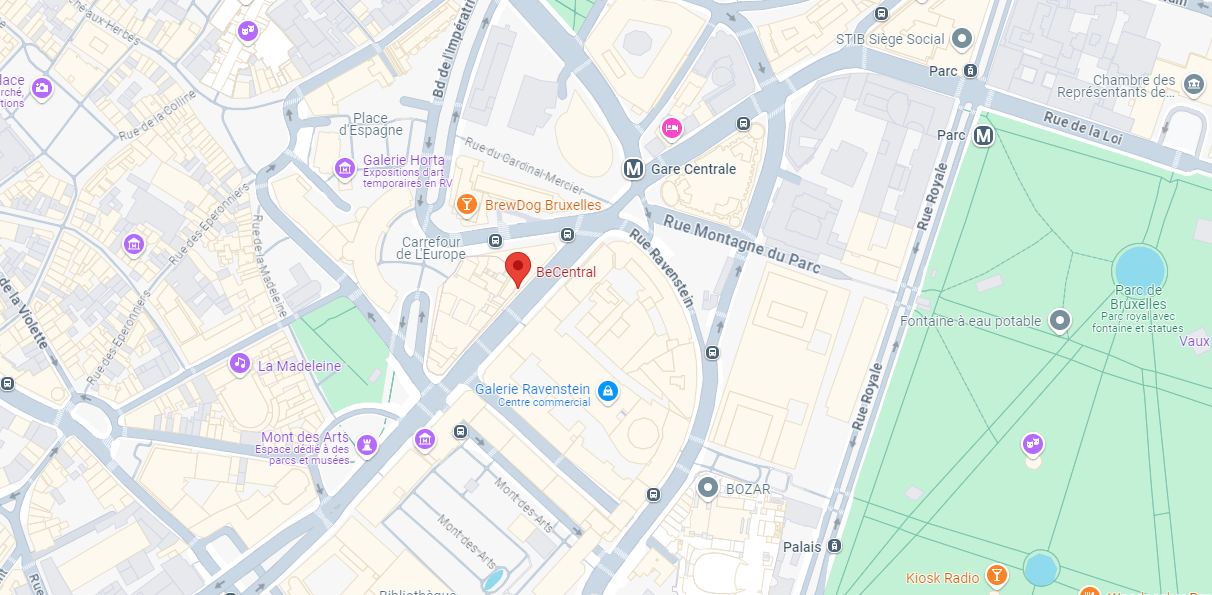 aux Herbes
STIB Siège Social
Bd de l'Impératri
Parc
Chambre des
Représentants de...
lace
rché,
tions
Rue de la Colline
Place
d'Espagne
Rue de la Loi
Parc
M
Rue du Cardinal-Mercier
Galerie Horta
Expositions d'art
temporaires en RV
M
Gare Centrale
Rue Royale
BrewDog Bruxelles
Rue des Eperonniers
Rue de la Madeleine
Rue Montagne du Parc
Rue Ravenstein
Carrefour
de L'Europe
BeCentral
de la Violette
Parc de
Bruxelles
Parc royal avec
fontaine et statues
Rue des Eperonniers
Fontaine à eau potable
Vaux
La Madeleine
Rue Royale
Galerie Ravenstein
Centre commercial
Mont des Arts
Espace dédié à des
parcs et musées
BOZAR
Mont-des-Arts
Mont-des-Arts
Palais
Rue
Kiosk Radio
Bibliothèque